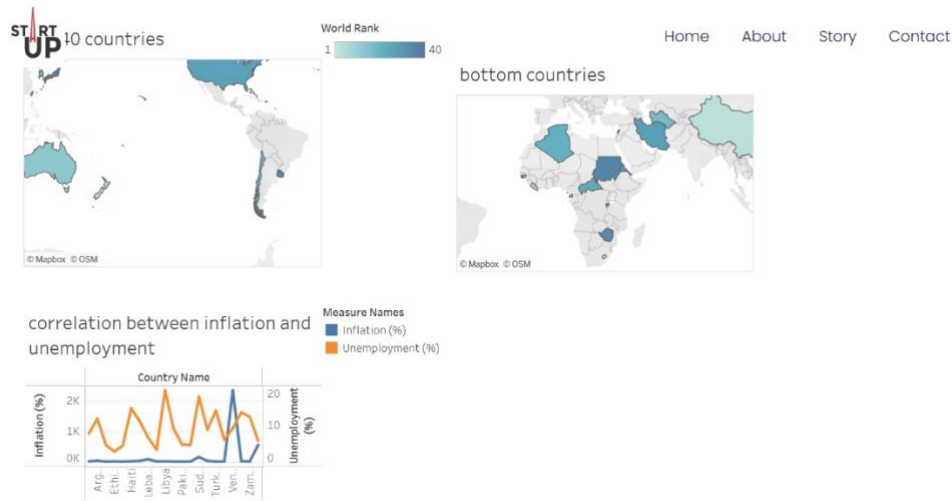 START
UP
40 countries
World Rank
1
40
Home
About
Story
Contact
bottom countries
© Mapbox © OSM
© Mapbox © OSM
correlation between inflation and
unemployment
Measure Names
Inflation (%)
Unemployment (%)
Country Name
Inflation (%)
2K
1K
0K
20
10
0
Unemployment
(%)
Arg..
Ethi..
Haiti
Leba..
Libya
Paki..
Sud..
Turk..
Ven..
Zam..